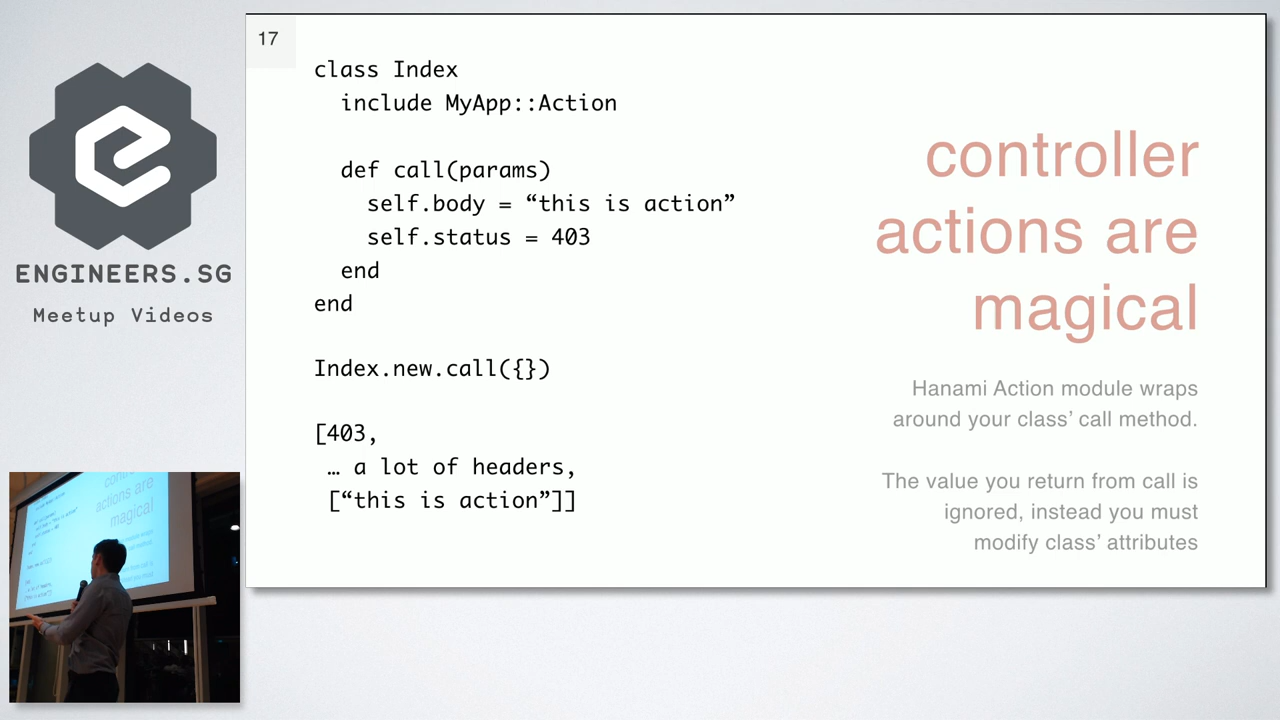 17
class Index
include MyApp::Action
def call(params)
self.body = “this is action”
self.status = 403
end
end
Index.new.call({})
[403,
… a lot of headers,
[“this is action”]]
controller
actions are
magical
Hanami Action module wraps
around your class’ call method.
The value you return from call is
ignored, instead you must
modify class’ attributes
ENGINEERS.SG
Meetup Videos
actions are
magical